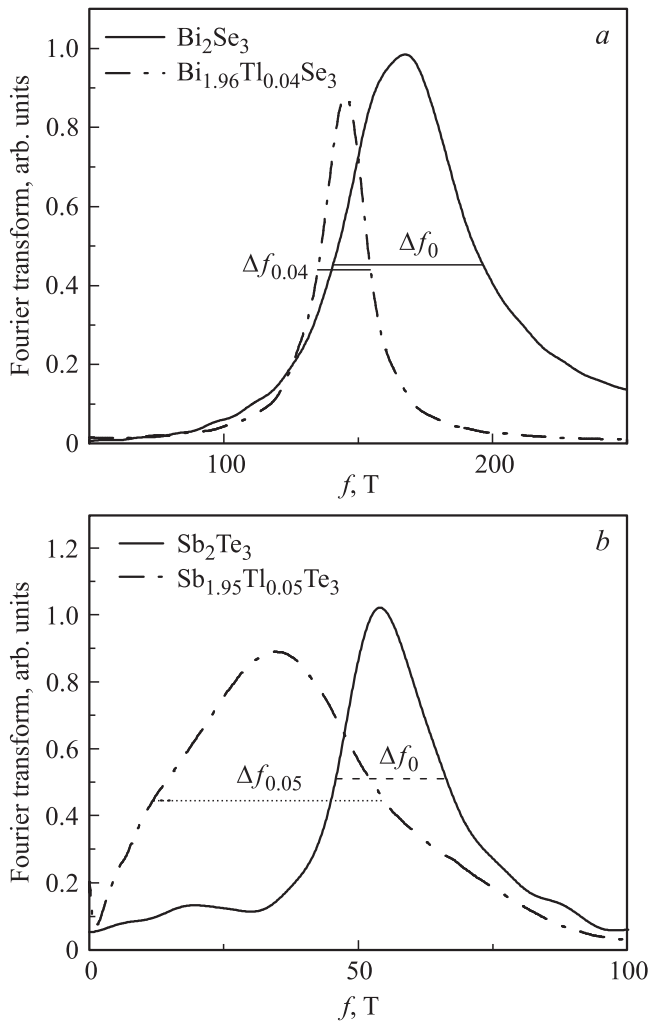 a
Bi₂Se₃
Bi₁.₉₆Tl₀.₀₄Se₃
Fourier transform, arb. units
1.0
0.8
0.6
0.4
0.2
0
Δf₀
Δf₀.₀₄
100
200
f, T
b
Sb₂Te₃
Sb₁.₉₅Tl₀.₀₅Te₃
Fourier transform, arb. units
1.2
1.0
0.8
0.6
0.4
0.2
0
Δf₀
Δf₀.₀₅
0
50
100
f, T